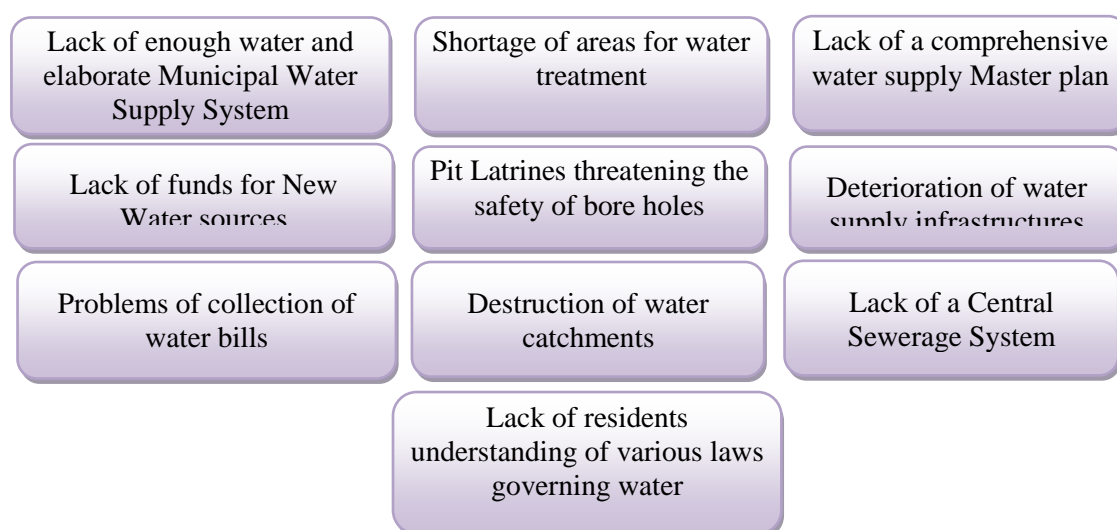 Lack of enough water and
elaborate Municipal Water
Supply System
Shortage of areas for water
treatment
Lack of a comprehensive
water supply Master plan
Lack of funds for New
Water sources
Pit Latrines threatening the
safety of bore holes
Deterioration of water
supply infrastructures
Problems of collection of
water bills
Destruction of water
catchments
Lack of a Central
Sewerage System
Lack of residents
understanding of various laws
governing water